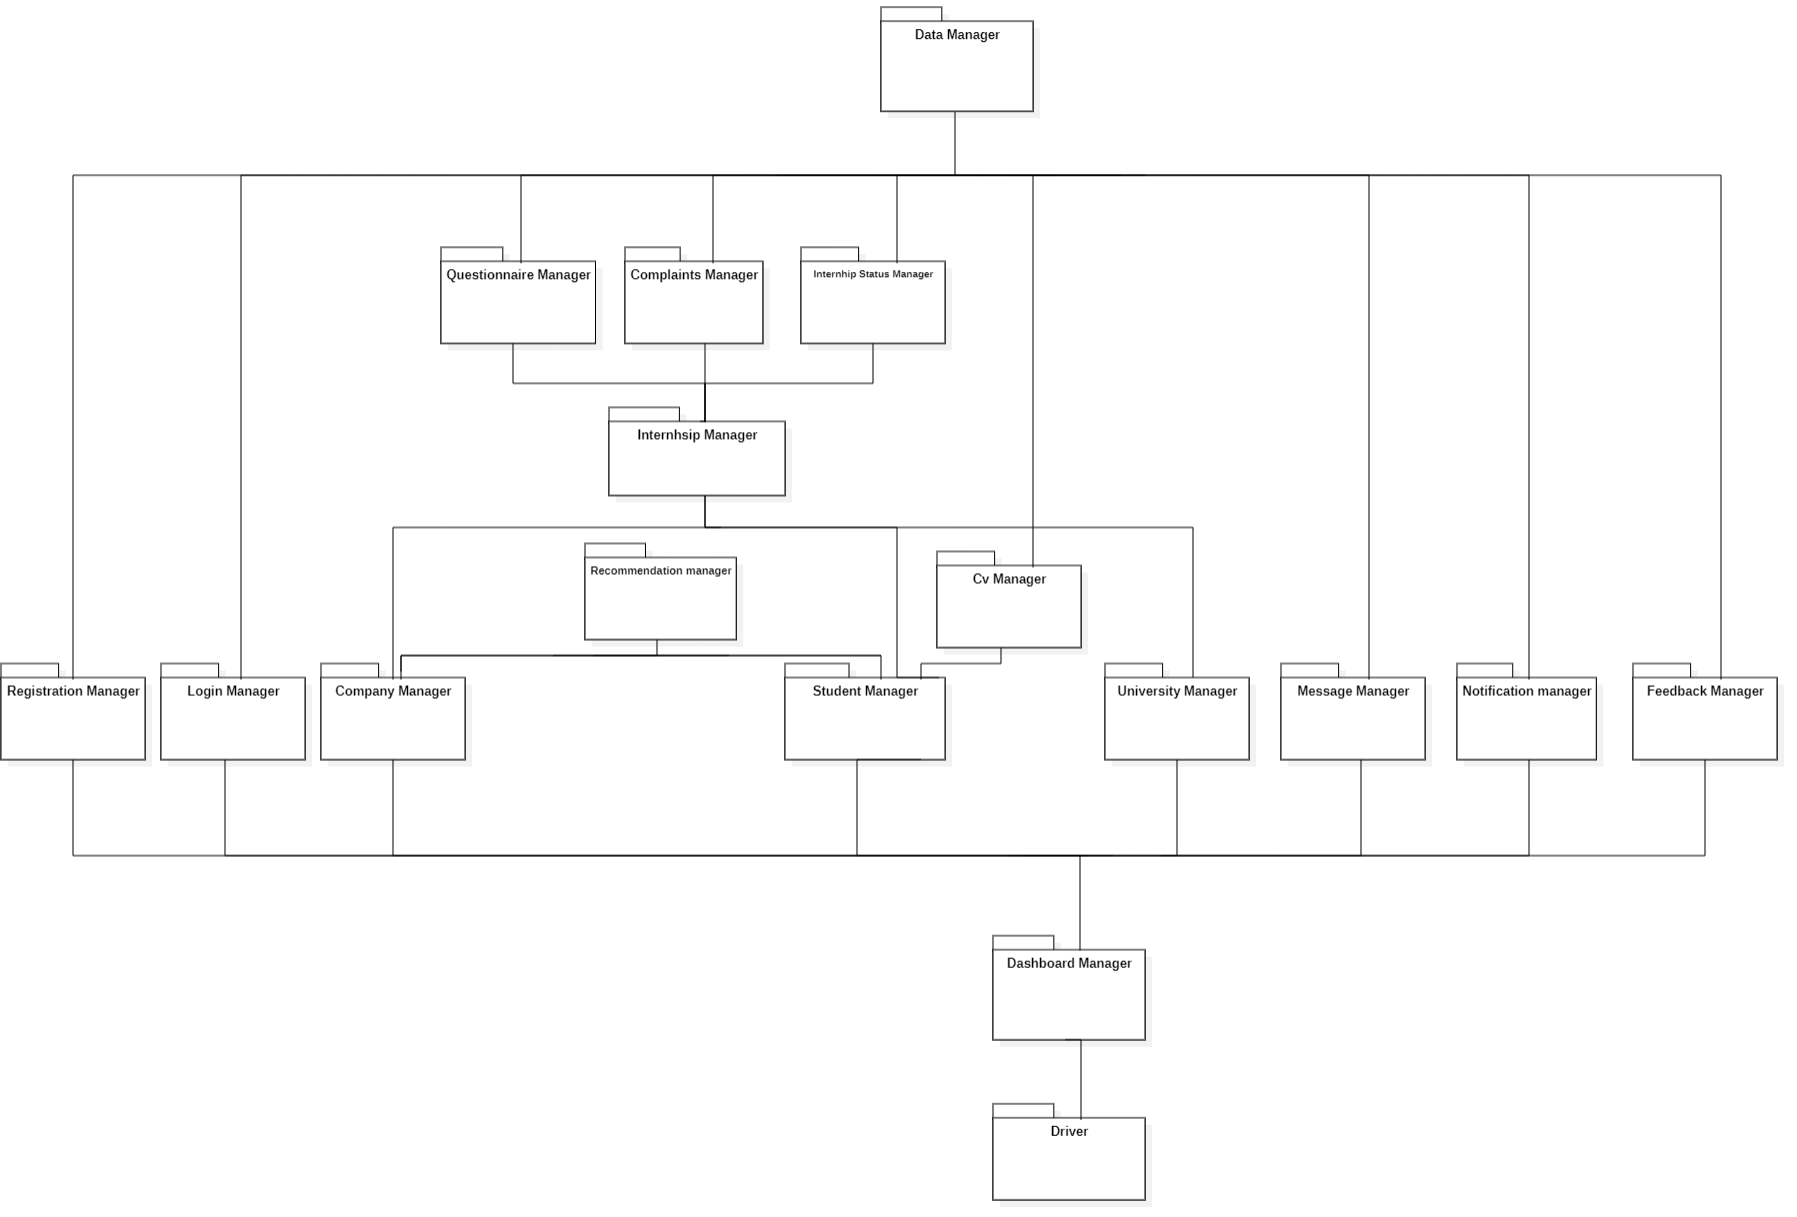 Data Manager
Questionnaire Manager
Complaints Manager
Internhip Status Manager
Internhsip Manager
Recommendation manager
Cv Manager
Registration Manager
Login Manager
Company Manager
Student Manager
University Manager
Message Manager
Notification manager
Feedback Manager
Dashboard Manager
Driver